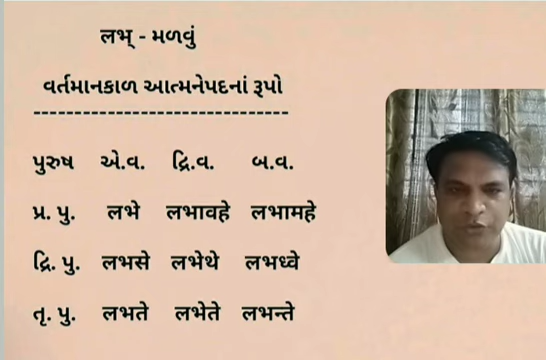 લભ્ - મળવું
વર્તમાનકાળ આત્મનેપદનાં રૂપો
પુરુષ એ.વ. દ્વિ.વ. બ.વ.
પ્ર. પુ. લભે લભાવહે લભામહે
દ્વિ. પુ. લભસે લભેથે લભધ્વે
તૃ. પુ. લભતે લભેતે લભન્તે